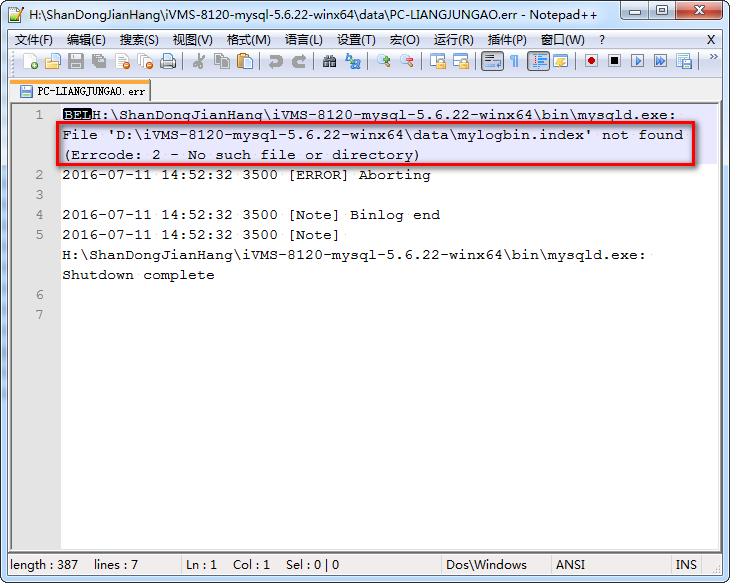 H:\ShanDongJianHang\iVMS-8120-mysql-5.6.22-winx64\data\PC-LIANGJUNGAO.err - Notepad++
文件(F) 编辑(E) 搜索(S) 视图(V) 格式(M) 语言(L) 设置(T) 宏(O) 运行(R) 插件(P) 窗口(W) ? X
PC-LIANGJUNGAO.err
1 BELH:\ShanDongJianHang\iVMS-8120-mysql-5.6.22-winx64\bin\mysqld.exe:
File 'D:\iVMS-8120-mysql-5.6.22-winx64\data\mylogbin.index' not found
(Errcode: 2 - No such file or directory)
2 2016-07-11 14:52:32 3500 [ERROR] Aborting
3
4 2016-07-11 14:52:32 3500 [Note] Binlog end
5 2016-07-11 14:52:32 3500 [Note]
H:\ShanDongJianHang\iVMS-8120-mysql-5.6.22-winx64\bin\mysqld.exe:
Shutdown complete
6
7
length : 387 lines : 7 Ln : 1 Col : 1 Sel : 0 | 0 Dos\Windows ANSI INS